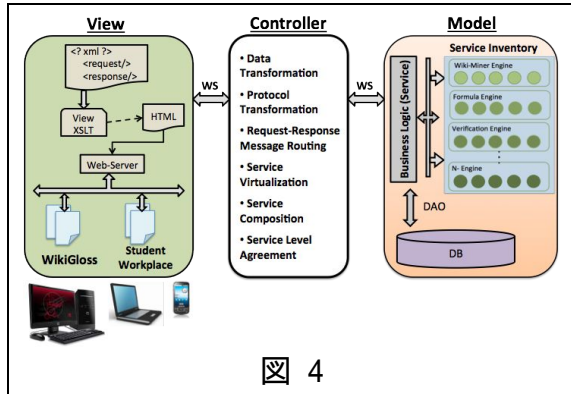 View
Controller
Model
<? xml ?>
<request/>
<response/>
View
XSLT
HTML
Web-Server
WikiGloss
Student
Workplace
WS
• Data
Transformation
• Protocol
Transformation
• Request-Response
Message Routing
• Service
Virtualization
• Service
Composition
• Service Level
Agreement
WS
Service Inventory
Business Logic (Service)
Wiki-Miner Engine
Formula Engine
Verification Engine
N- Engine
DAO
DB
図 4